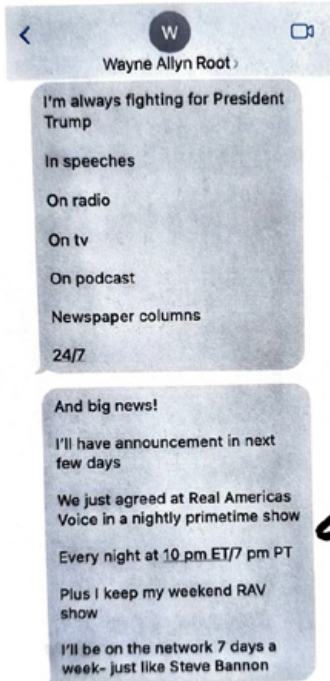 W
Wayne Allyn Root >
I'm always fighting for President
Trump
In speeches
On radio
On tv
On podcast
Newspaper columns
24/7
And big news!
I'll have announcement in next
few days
We just agreed at Real Americas
Voice in a nightly primetime show
Every night at 10 pm ET/7 pm PT
Plus I keep my weekend RAV
show
I'll be on the network 7 days a
week- just like Steve Bannon